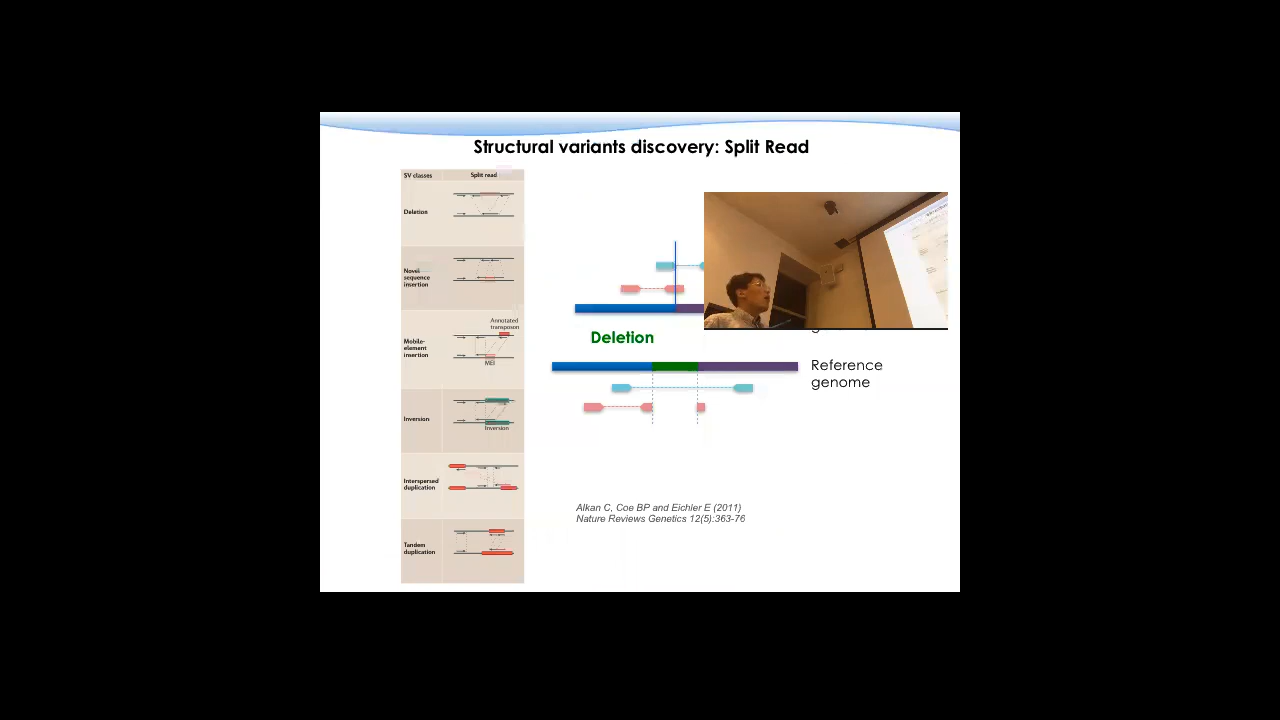 Structural variants discovery: Split Read
SV classes
Split read
Deletion
Novel
sequence
insertion
Annotated
transposon
Mobile-
element
insertion
MEI
Inversion
Inversion
Interspersed
duplication
Tandem
duplication
Deletion
Reference
genome
Alkan C, Coe BP and Eichler E (2011)
Nature Reviews Genetics 12(5):363-76